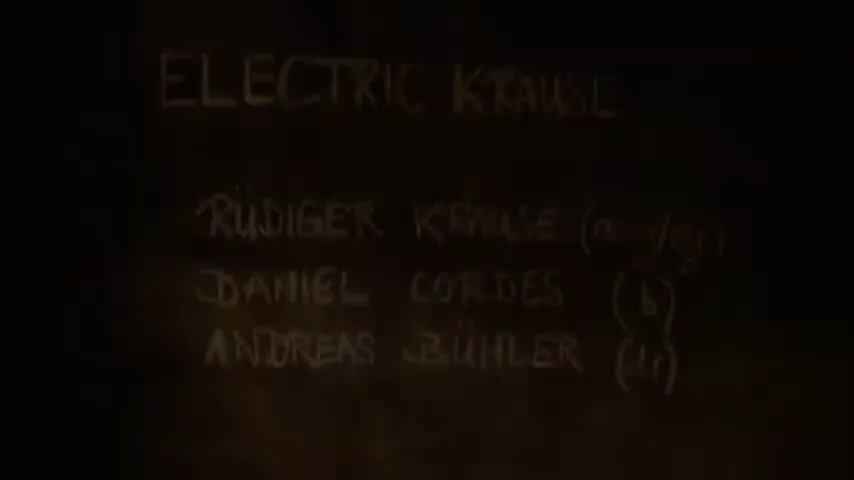 ELECTRIC KRAUSE
RÜDIGER KRAUSE
DANIEL CORDES (b)
ANDREAS BÜHLER